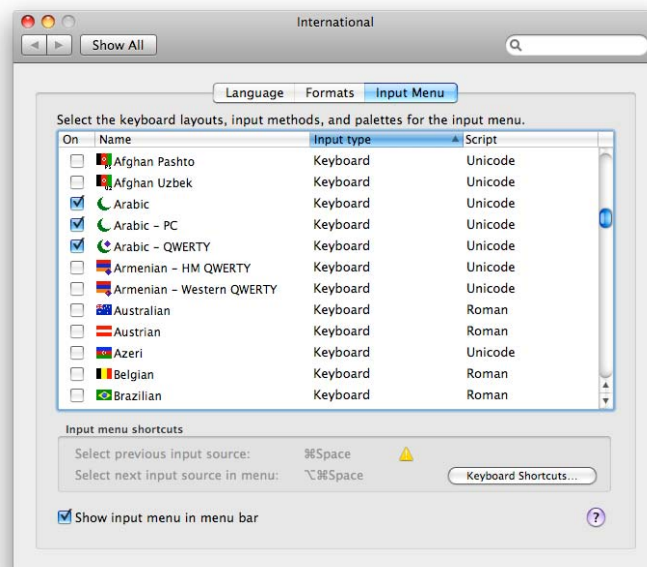 International
Show All
Language Formats Input Menu
Select the keyboard layouts, input methods, and palettes for the input menu.
On Name Input type Script
Afghan Pashto Keyboard Unicode
Afghan Uzbek Keyboard Unicode
Arabic Keyboard Unicode
Arabic – PC Keyboard Unicode
Arabic – QWERTY Keyboard Unicode
Armenian – HM QWERTY Keyboard Unicode
Armenian – Western QWERTY Keyboard Unicode
Australian Keyboard Roman
Austrian Keyboard Roman
Azeri Keyboard Unicode
Belgian Keyboard Roman
Brazilian Keyboard Roman
Input menu shortcuts
Select previous input source: ⌘Space
Select next input source in menu: ⌥⌘Space Keyboard Shortcuts...
Show input menu in menu bar ?